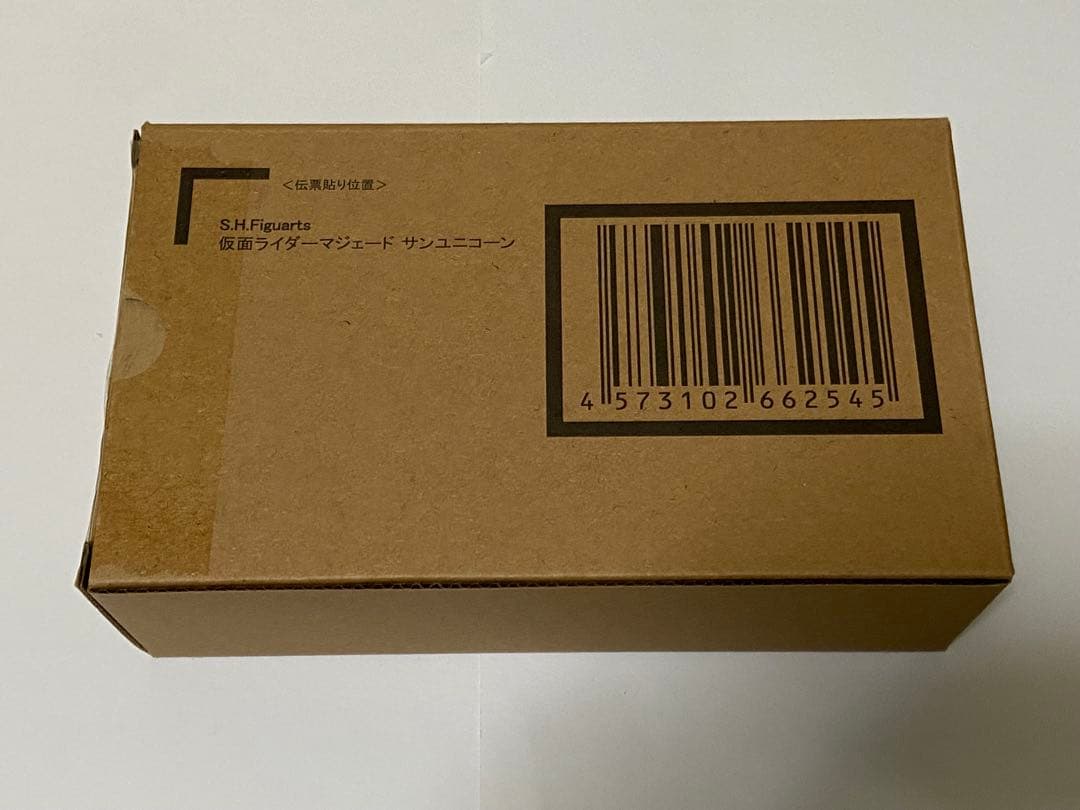 ＜伝票貼り位置＞
S.H.Figuarts
仮面ライダーマジェード サンユニコーン
4 573102 662545